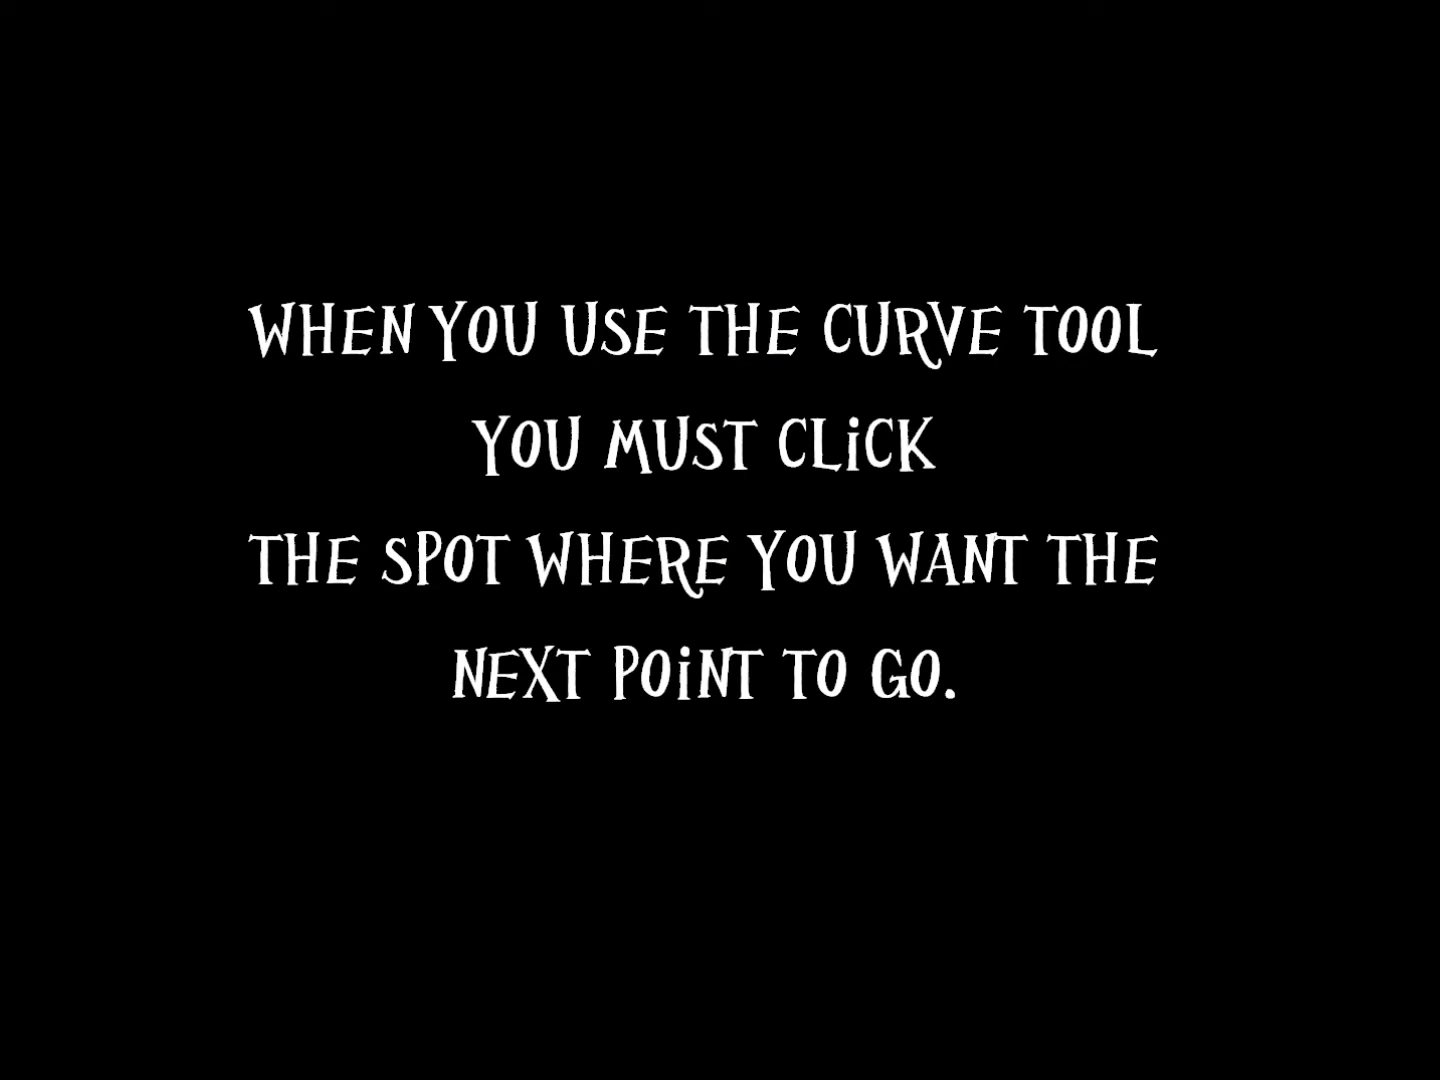 WHEN YOU USE THE CURVE TOOL
YOU MUST CLiCK
THE SPOT WHERE YOU WANT THE
NEXT POiNT TO GO.